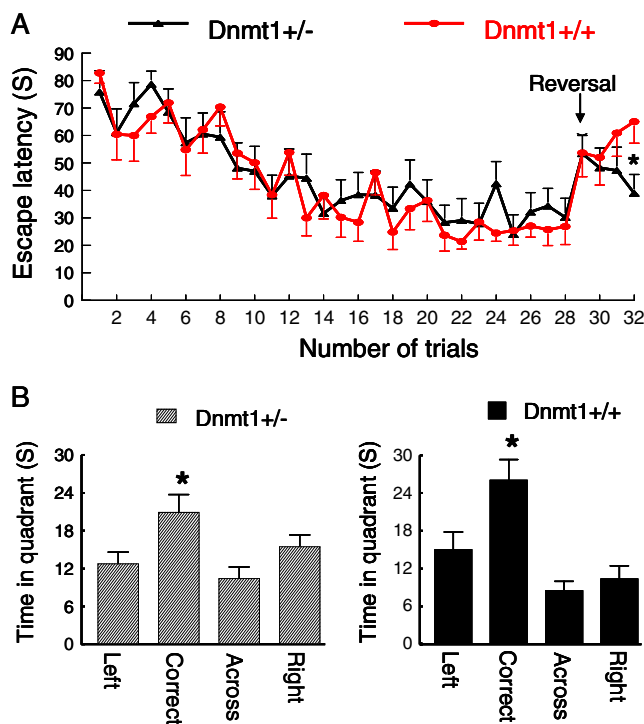 A
Dnmt1+/-
Dnmt1+/+
Escape latency (S)
90
80
70
60
50
40
30
20
10
0
Reversal
*
2 4 6 8 10 12 14 16 18 20 22 24 26 28 30 32
Number of trials
B
Dnmt1+/-
Time in quadrant (S)
30
24
18
12
6
0
*
Left Correct Across Right
Dnmt1+/+
Time in quadrant (S)
30
24
18
12
6
0
*
Left Correct Across Right